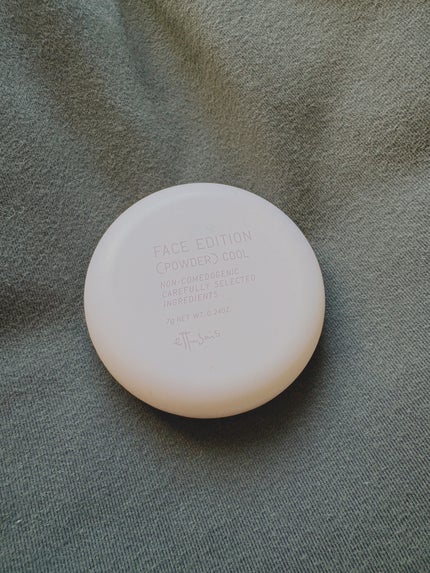 FACE EDITION
(POWDER) COOL
NON-COMEDOGENIC
CAREFULLY SELECTED
INGREDIENTS
7g NET WT. 0.24OZ.
ettusais